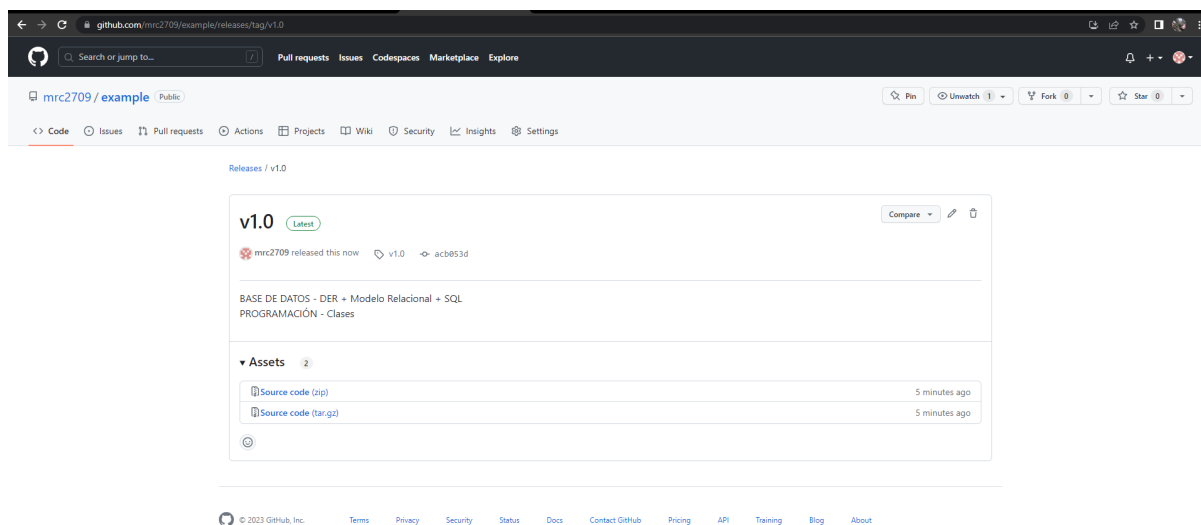 github.com/mrc2709/example/releases/tag/v1.0
Search or jump to... / Pull requests Issues Codespaces Marketplace Explore
mrc2709 / example Public Pin Unwatch 1 Fork 0 Star 0
Code Issues Pull requests Actions Projects Wiki Security Insights Settings
Releases / v1.0
v1.0 Latest Compare
mrc2709 released this now v1.0 acb053d
BASE DE DATOS - DER + Modelo Relacional + SQL
PROGRAMACIÓN - Clases
Assets 2
Source code (zip) 5 minutes ago
Source code (tar.gz) 5 minutes ago
© 2023 GitHub, Inc. Terms Privacy Security Status Docs Contact GitHub Pricing API Training Blog About